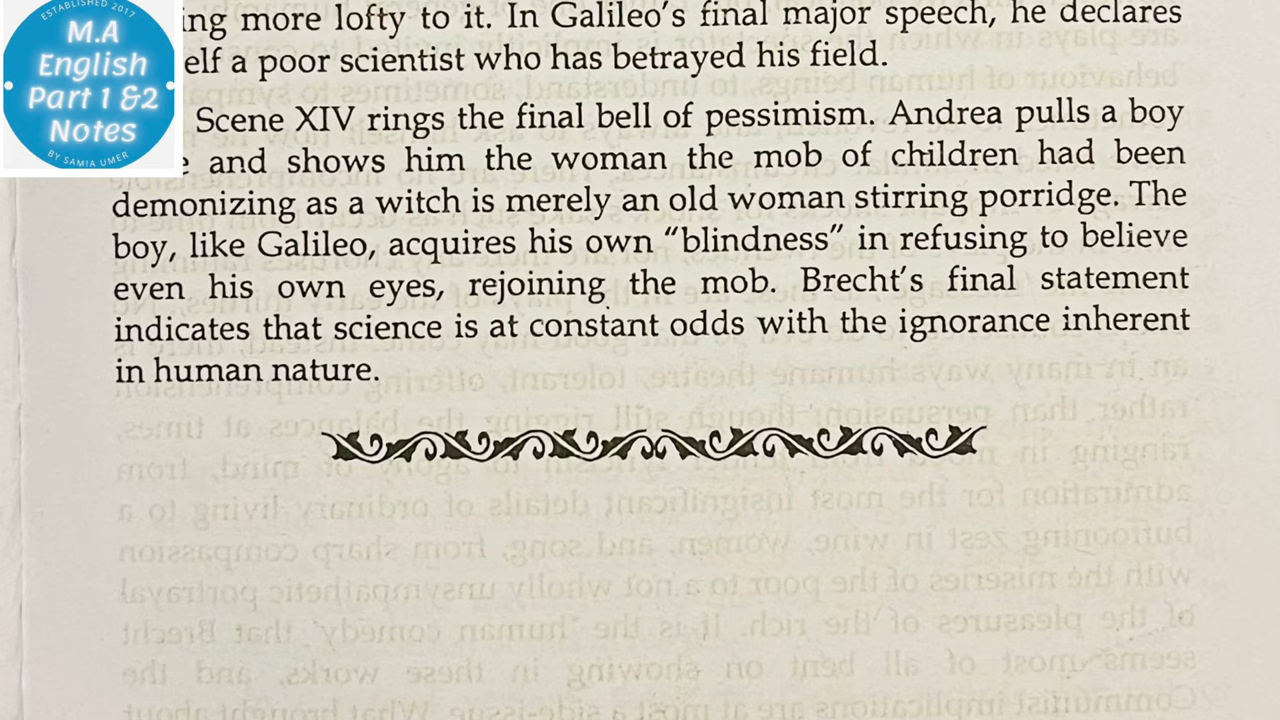 ESTABLISHED 2017
M.A
English
Part 1 &2
Notes
BY SAMIA UMER
ing more lofty to it. In Galileo's final major speech, he declares
elf a poor scientist who has betrayed his field.
Scene XIV rings the final bell of pessimism. Andrea pulls a boy
and shows him the woman the mob of children had been
demonizing as a witch is merely an old woman stirring porridge. The
boy, like Galileo, acquires his own “blindness” in refusing to believe
even his own eyes, rejoining the mob. Brecht's final statement
indicates that science is at constant odds with the ignorance inherent
in human nature.